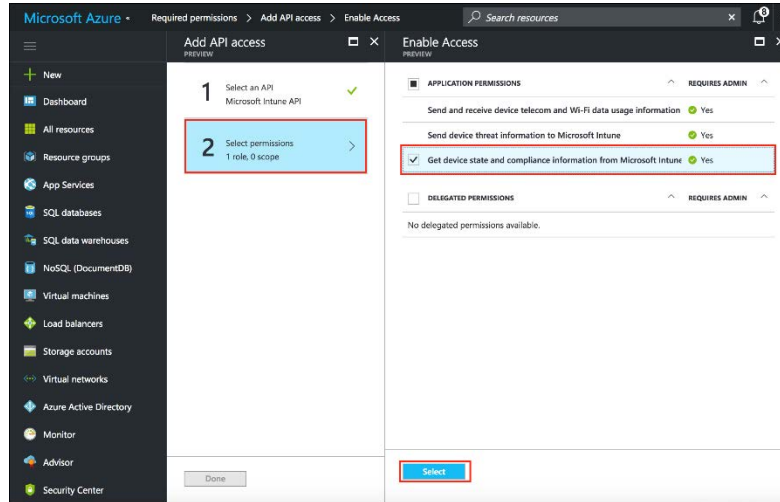 Microsoft Azure
Required permissions > Add API access > Enable Access
Search resources
8
Add API access
PREVIEW
Enable Access
PREVIEW
New
Dashboard
All resources
Resource groups
App Services
SQL databases
SQL data warehouses
NoSQL (DocumentDB)
Virtual machines
Load balancers
Storage accounts
Virtual networks
Azure Active Directory
Monitor
Advisor
Security Center
1
Select an API
Microsoft Intune API
2
Select permissions
1 role, 0 scope
Done
APPLICATION PERMISSIONS REQUIRES ADMIN
Send and receive device telecom and Wi-Fi data usage information Yes
Send device threat information to Microsoft Intune Yes
Get device state and compliance information from Microsoft Intune Yes
DELEGATED PERMISSIONS REQUIRES ADMIN
No delegated permissions available.
Select